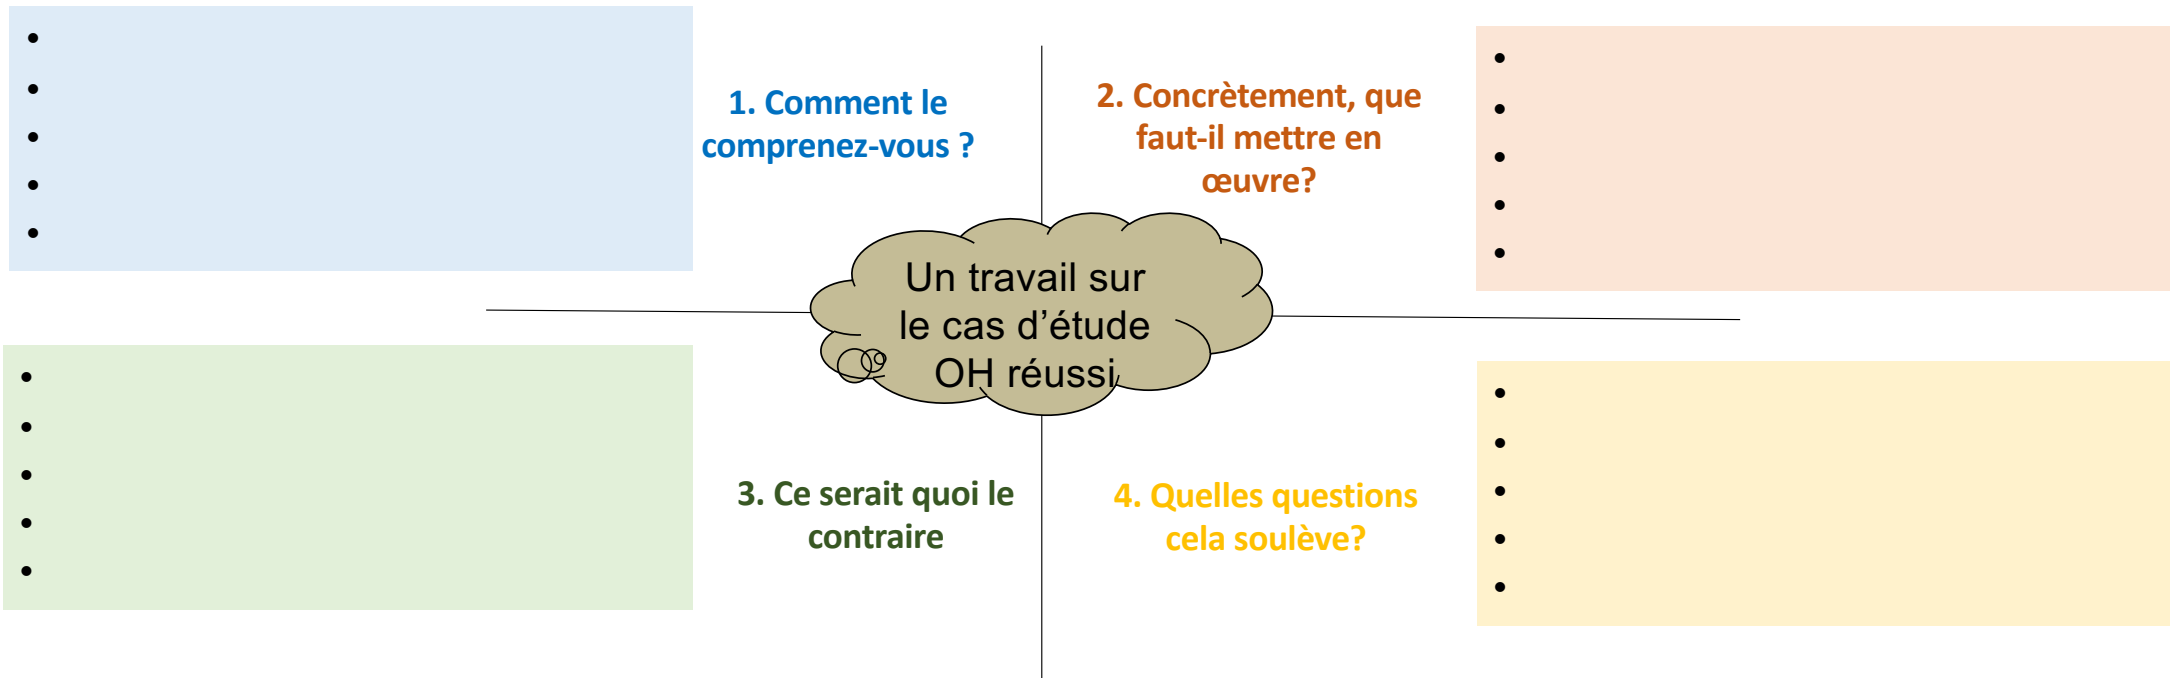 1. Comment le
comprenez-vous ?
2. Concrètement, que
faut-il mettre en
œuvre?
Un travail sur
le cas d’étude
OH réussi
3. Ce serait quoi le
contraire
4. Quelles questions
cela soulève?